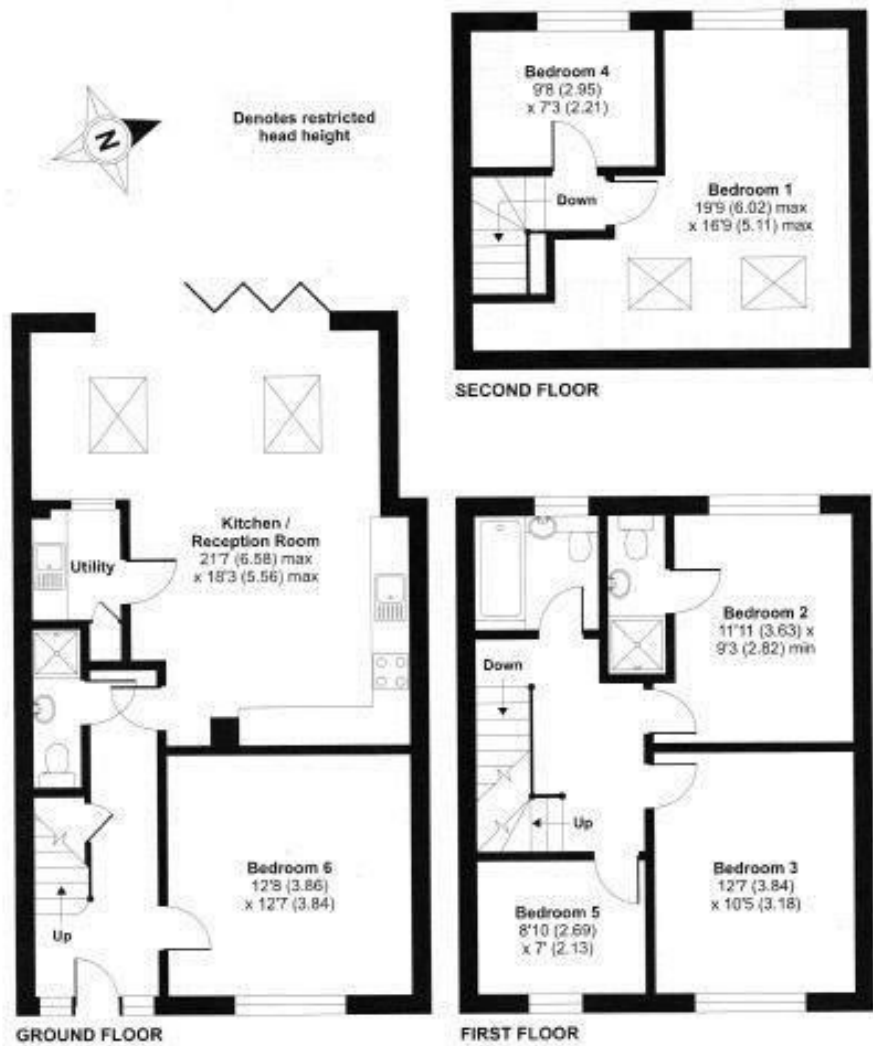 N
Denotes restricted
head height
Bedroom 4
9'8 (2.95)
x 7'3 (2.21)
Down
Bedroom 1
19'9 (6.02) max
x 16'9 (5.11) max
SECOND FLOOR
Kitchen /
Reception Room
21'7 (6.58) max
x 18'3 (5.56) max
Utility
Bedroom 6
12'8 (3.86)
x 12'7 (3.84)
Up
GROUND FLOOR
Bedroom 2
11'11 (3.63) x
9'3 (2.82) min
Down
Up
Bedroom 3
12'7 (3.84)
x 10'5 (3.18)
Bedroom 5
8'10 (2.69)
x 7' (2.13)
FIRST FLOOR